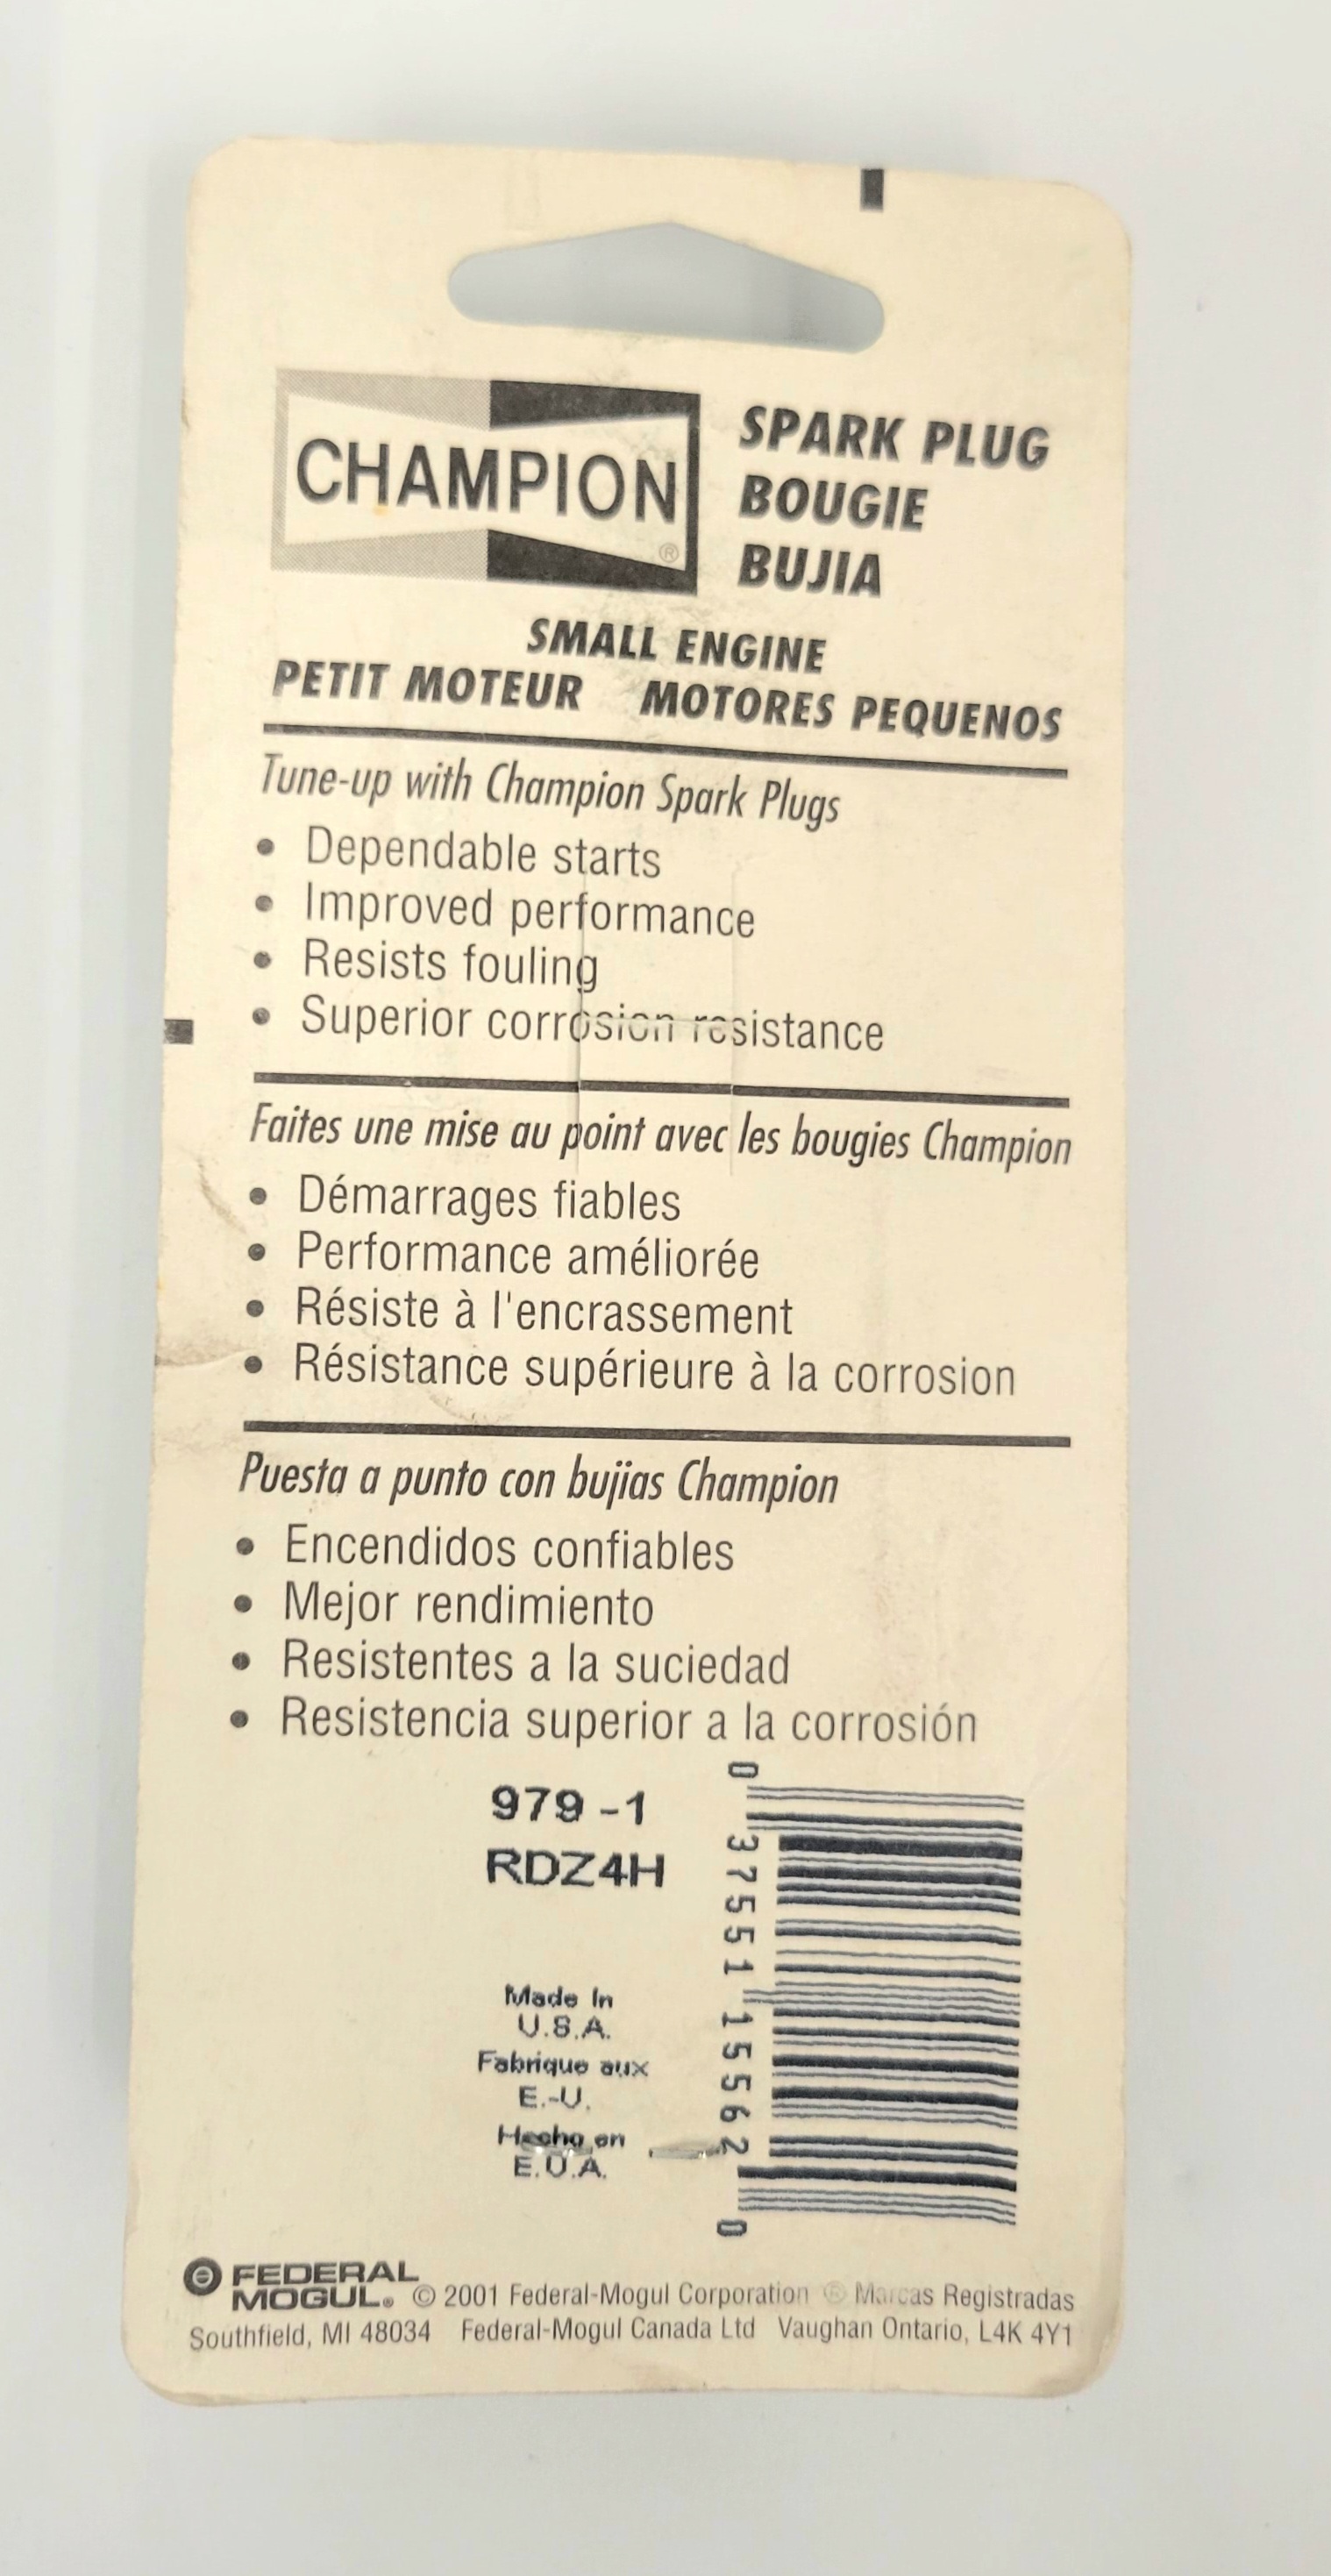 CHAMPION
®
SPARK PLUG
BOUGIE
BUJIA
SMALL ENGINE
PETIT MOTEUR MOTORES PEQUENOS
Tune-up with Champion Spark Plugs
• Dependable starts
• Improved performance
• Resists fouling
• Superior corrosion resistance
Faites une mise au point avec les bougies Champion
• Démarrages fiables
• Performance améliorée
• Résiste à l'encrassement
• Résistance supérieure à la corrosion
Puesta a punto con bujias Champion
• Encendidos confiables
• Mejor rendimiento
• Resistentes a la suciedad
• Resistencia superior a la corrosión
979 -1
RDZ4H
Made In
U.S.A.
Fabrique aux
E.-U.
Hecho en
E.U.A.
0 37551 15562 0
FEDERAL
MOGUL® © 2001 Federal-Mogul Corporation ® Marcas Registradas
Southfield, MI 48034 Federal-Mogul Canada Ltd Vaughan Ontario, L4K 4Y1